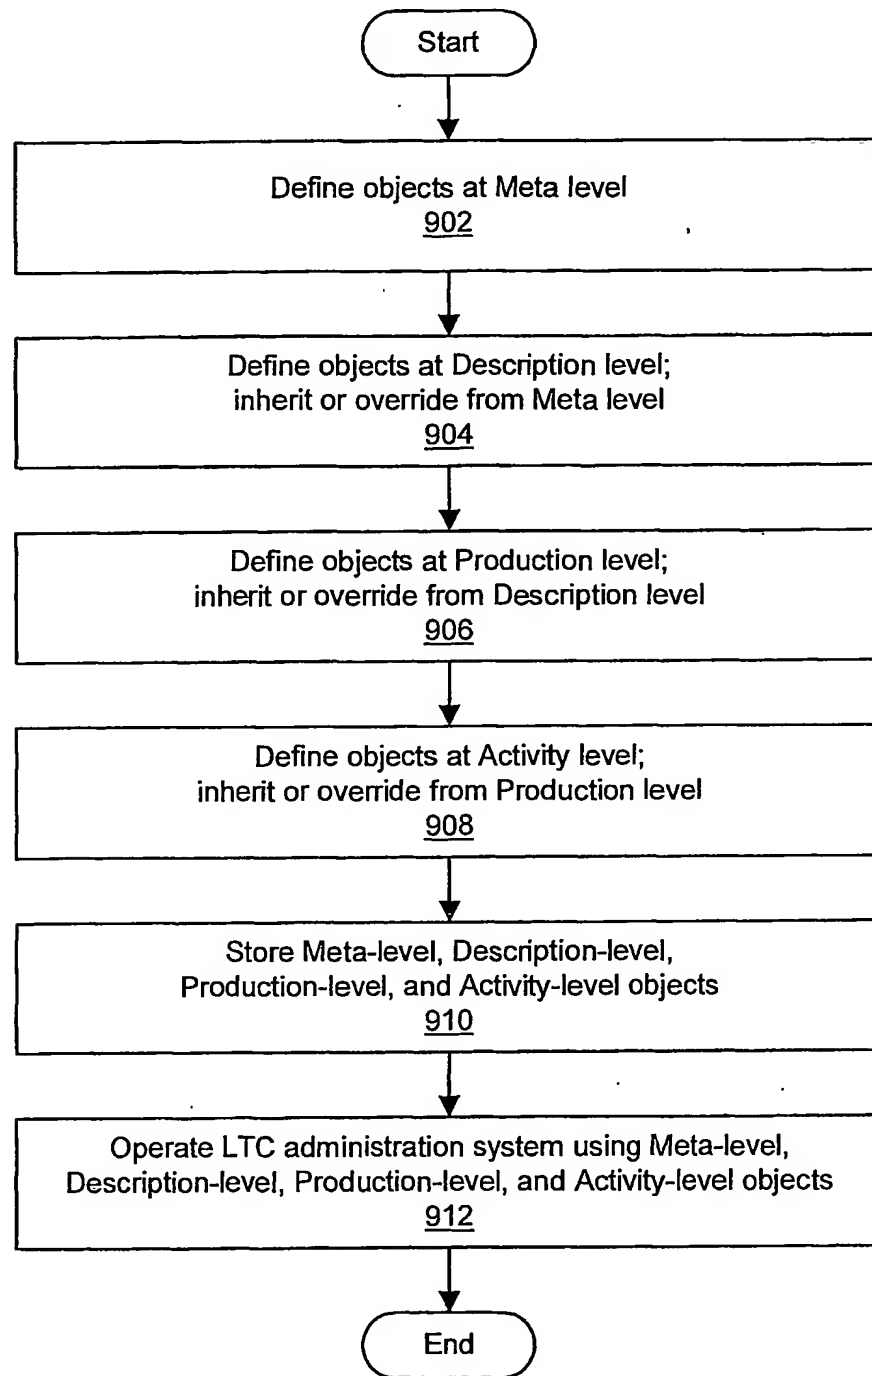 Start
Define objects at Meta level
902
Define objects at Description level;
inherit or override from Meta level
904
Define objects at Production level;
inherit or override from Description level
906
Define objects at Activity level;
inherit or override from Production level
908
Store Meta-level, Description-level,
Production-level, and Activity-level objects
910
Operate LTC administration system using Meta-level,
Description-level, Production-level, and Activity-level objects
912
End